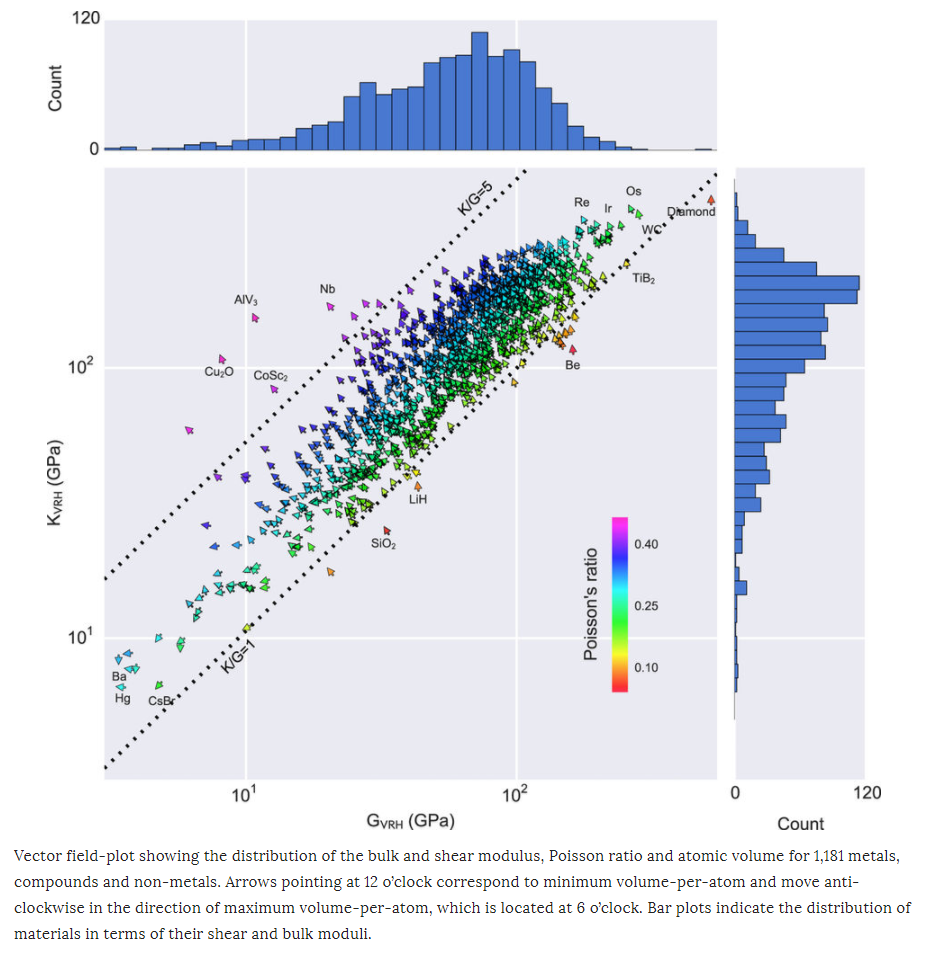 120
Count
0
K/G=5
Os
Re
Ir
Diamond
WC
TiB₂
Nb
AlV₃
10²
Cu₂O
CoSc₂
Be
K_VRH (GPa)
LiH
SiO₂
Poisson's ratio
0.40
0.25
0.10
10¹
K/G=1
Ba
Hg
CsBr
10¹
10²
G_VRH (GPa)
0
120
Count
Vector field-plot showing the distribution of the bulk and shear modulus, Poisson ratio and atomic volume for 1,181 metals,
compounds and non-metals. Arrows pointing at 12 o’clock correspond to minimum volume-per-atom and move anti-
clockwise in the direction of maximum volume-per-atom, which is located at 6 o’clock. Bar plots indicate the distribution of
materials in terms of their shear and bulk moduli.